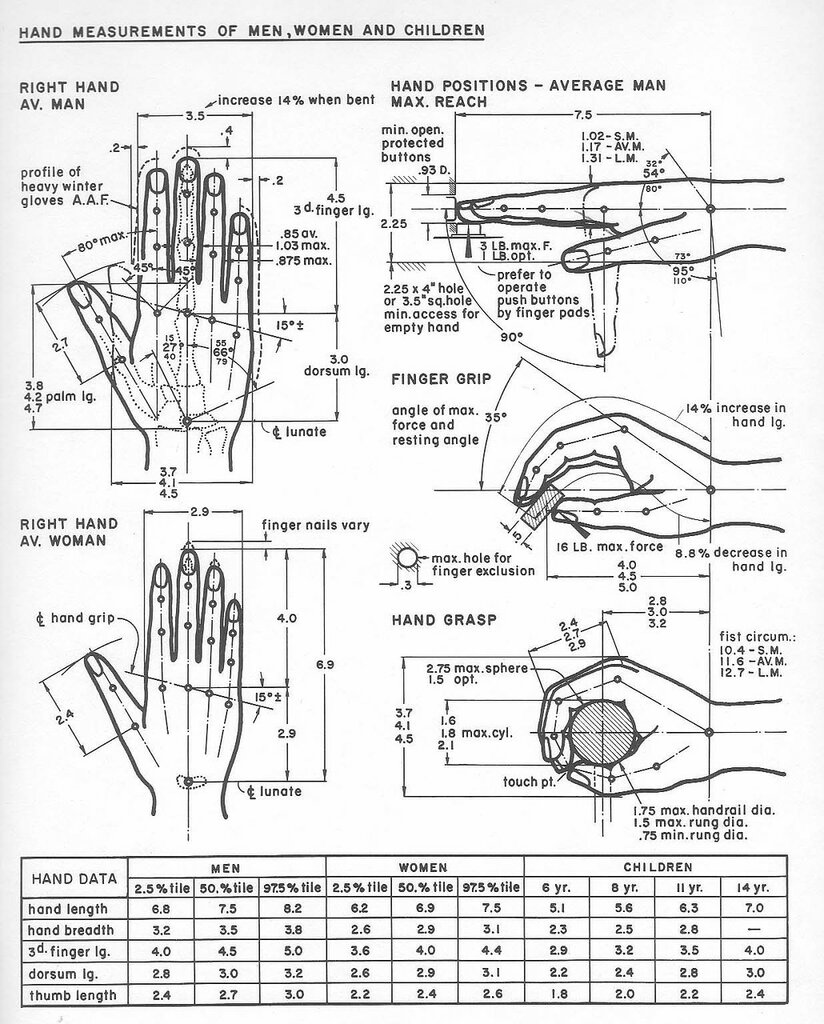 HAND MEASUREMENTS OF MEN, WOMEN AND CHILDREN
RIGHT HAND
AV. MAN
3.5
increase 14% when bent
.4
.2
profile of
heavy winter
gloves A.A.F.
.2
4.5
3d. finger lg.
.85 av.
1.03 max.
.875 max.
80° max.
45°
45°
15°±
2.7
15
27°
40
55
66°
79
3.0
dorsum lg.
3.8
4.2 palm lg.
4.7
℄ lunate
3.7
4.1
4.5
HAND POSITIONS - AVERAGE MAN
MAX. REACH
7.5
min. open.
protected
buttons
.93 D.
1.02-S.M.
1.17-AV.M.
1.31-L.M.
32°
54°
80°
2.25
3 LB. max. F.
1 LB. opt.
73°
95°
110°
prefer to
operate
push buttons
by finger pads
2.25 x 4" hole
or 3.5" sq. hole
min. access for
empty hand
90°
FINGER GRIP
35°
angle of max.
force and
resting angle
14% increase in
hand lg.
.5
16 LB. max. force
8.8% decrease in
hand lg.
max. hole for
finger exclusion
.3
4.0
4.5
5.0
RIGHT HAND
AV. WOMAN
2.9
finger nails vary
℄ hand grip
4.0
6.9
15°±
2.4
2.9
℄ lunate
HAND GRASP
2.8
3.0
3.2
2.4
2.7
2.9
fist circum.:
10.4-S.M.
11.6-AV.M.
12.7-L.M.
2.75 max. sphere
1.5 opt.
3.7
4.1
4.5
1.6
1.8 max. cyl.
2.1
touch pt.
1.75 max. handrail dia.
1.5 max. rung dia.
.75 min. rung dia.
HAND DATA MEN WOMEN CHILDREN
2.5%tile 50.%tile 97.5%tile 2.5%tile 50.%tile 97.5%tile 6 yr. 8 yr. 11 yr. 14 yr.
hand length 6.8 7.5 8.2 6.2 6.9 7.5 5.1 5.6 6.3 7.0
hand breadth 3.2 3.5 3.8 2.6 2.9 3.1 2.3 2.5 2.8 —
3d. finger lg. 4.0 4.5 5.0 3.6 4.0 4.4 2.9 3.2 3.5 4.0
dorsum lg. 2.8 3.0 3.2 2.6 2.9 3.1 2.2 2.4 2.8 3.0
thumb length 2.4 2.7 3.0 2.2 2.4 2.6 1.8 2.0 2.2 2.4